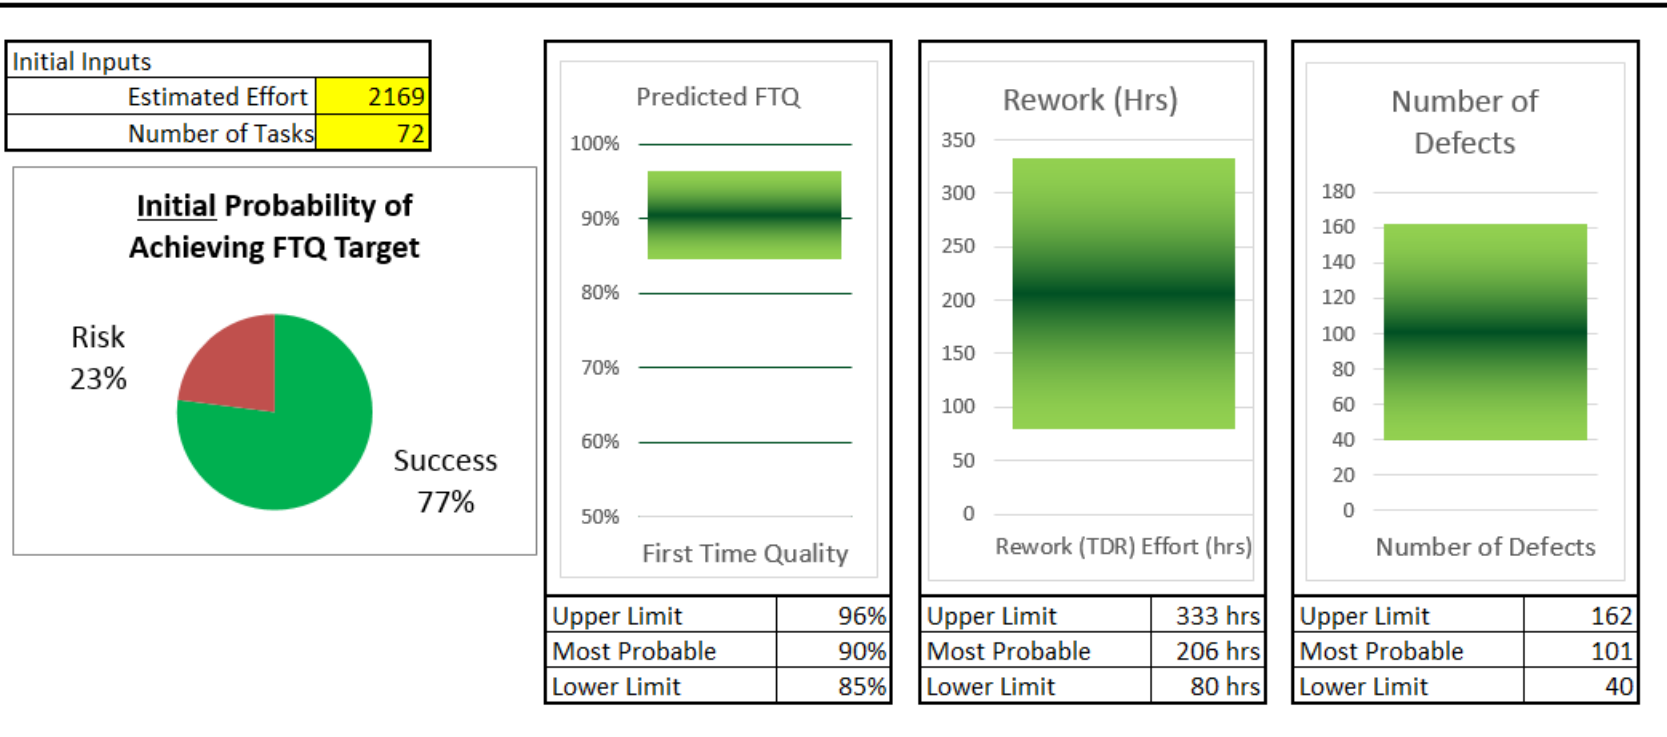 Initial Inputs
Estimated Effort 2169
Number of Tasks 72
Initial Probability of
Achieving FTQ Target
Risk
23%
Success
77%
Predicted FTQ
100%
90%
80%
70%
60%
50%
First Time Quality
Upper Limit 96%
Most Probable 90%
Lower Limit 85%
Rework (Hrs)
350
300
250
200
150
100
50
0
Rework (TDR) Effort (hrs)
Upper Limit 333 hrs
Most Probable 206 hrs
Lower Limit 80 hrs
Number of
Defects
180
160
140
120
100
80
60
40
20
0
Number of Defects
Upper Limit 162
Most Probable 101
Lower Limit 40